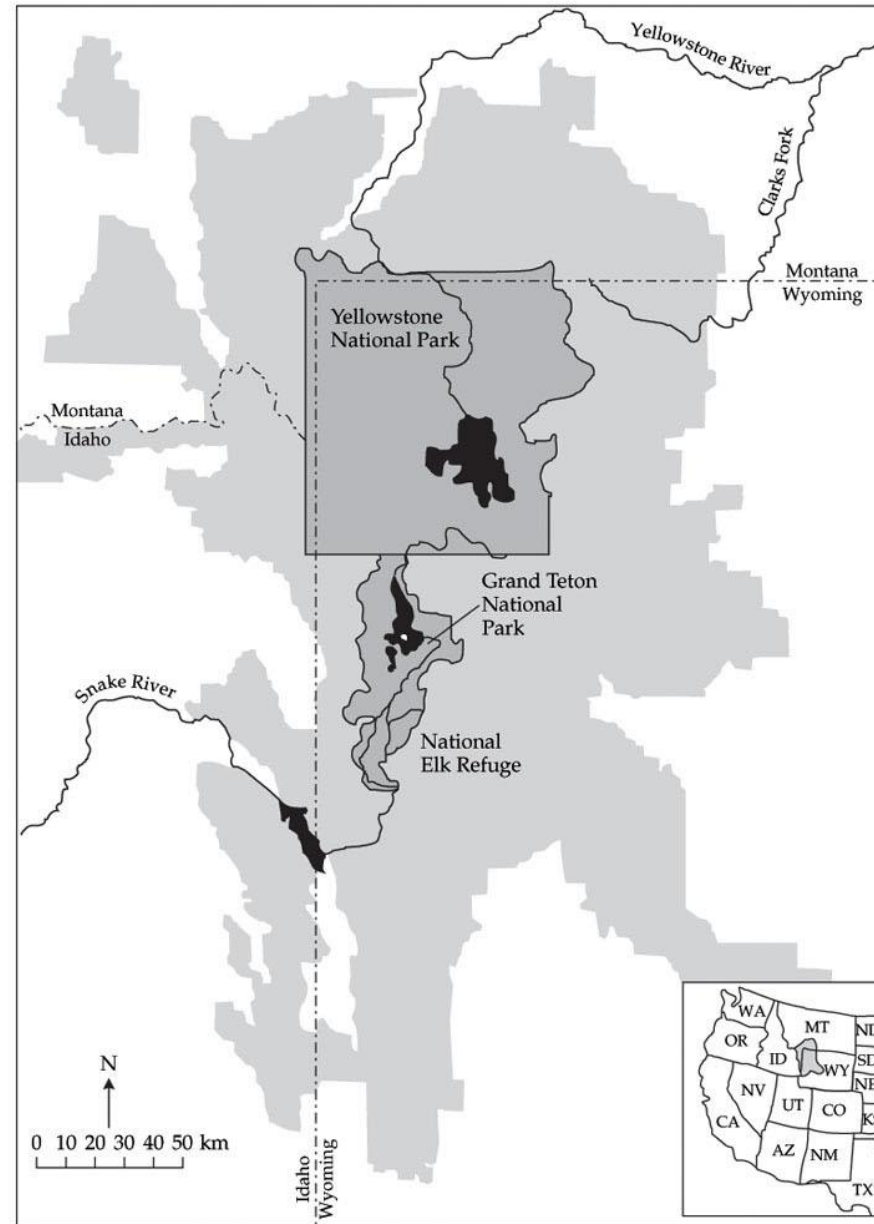 Yellowstone
River
Clarks Fork
Montana
Wyoming
Yellowstone
National Park
Montana
Idaho
Grand Teton
National
Park
Snake River
National
Elk Refuge
N
0 10 20 30 40 50 km
Idaho
Wyoming
WA
MT
ND
OR
ID
SD
WY
NE
NV
UT
CO
CA
AZ
NM
TX